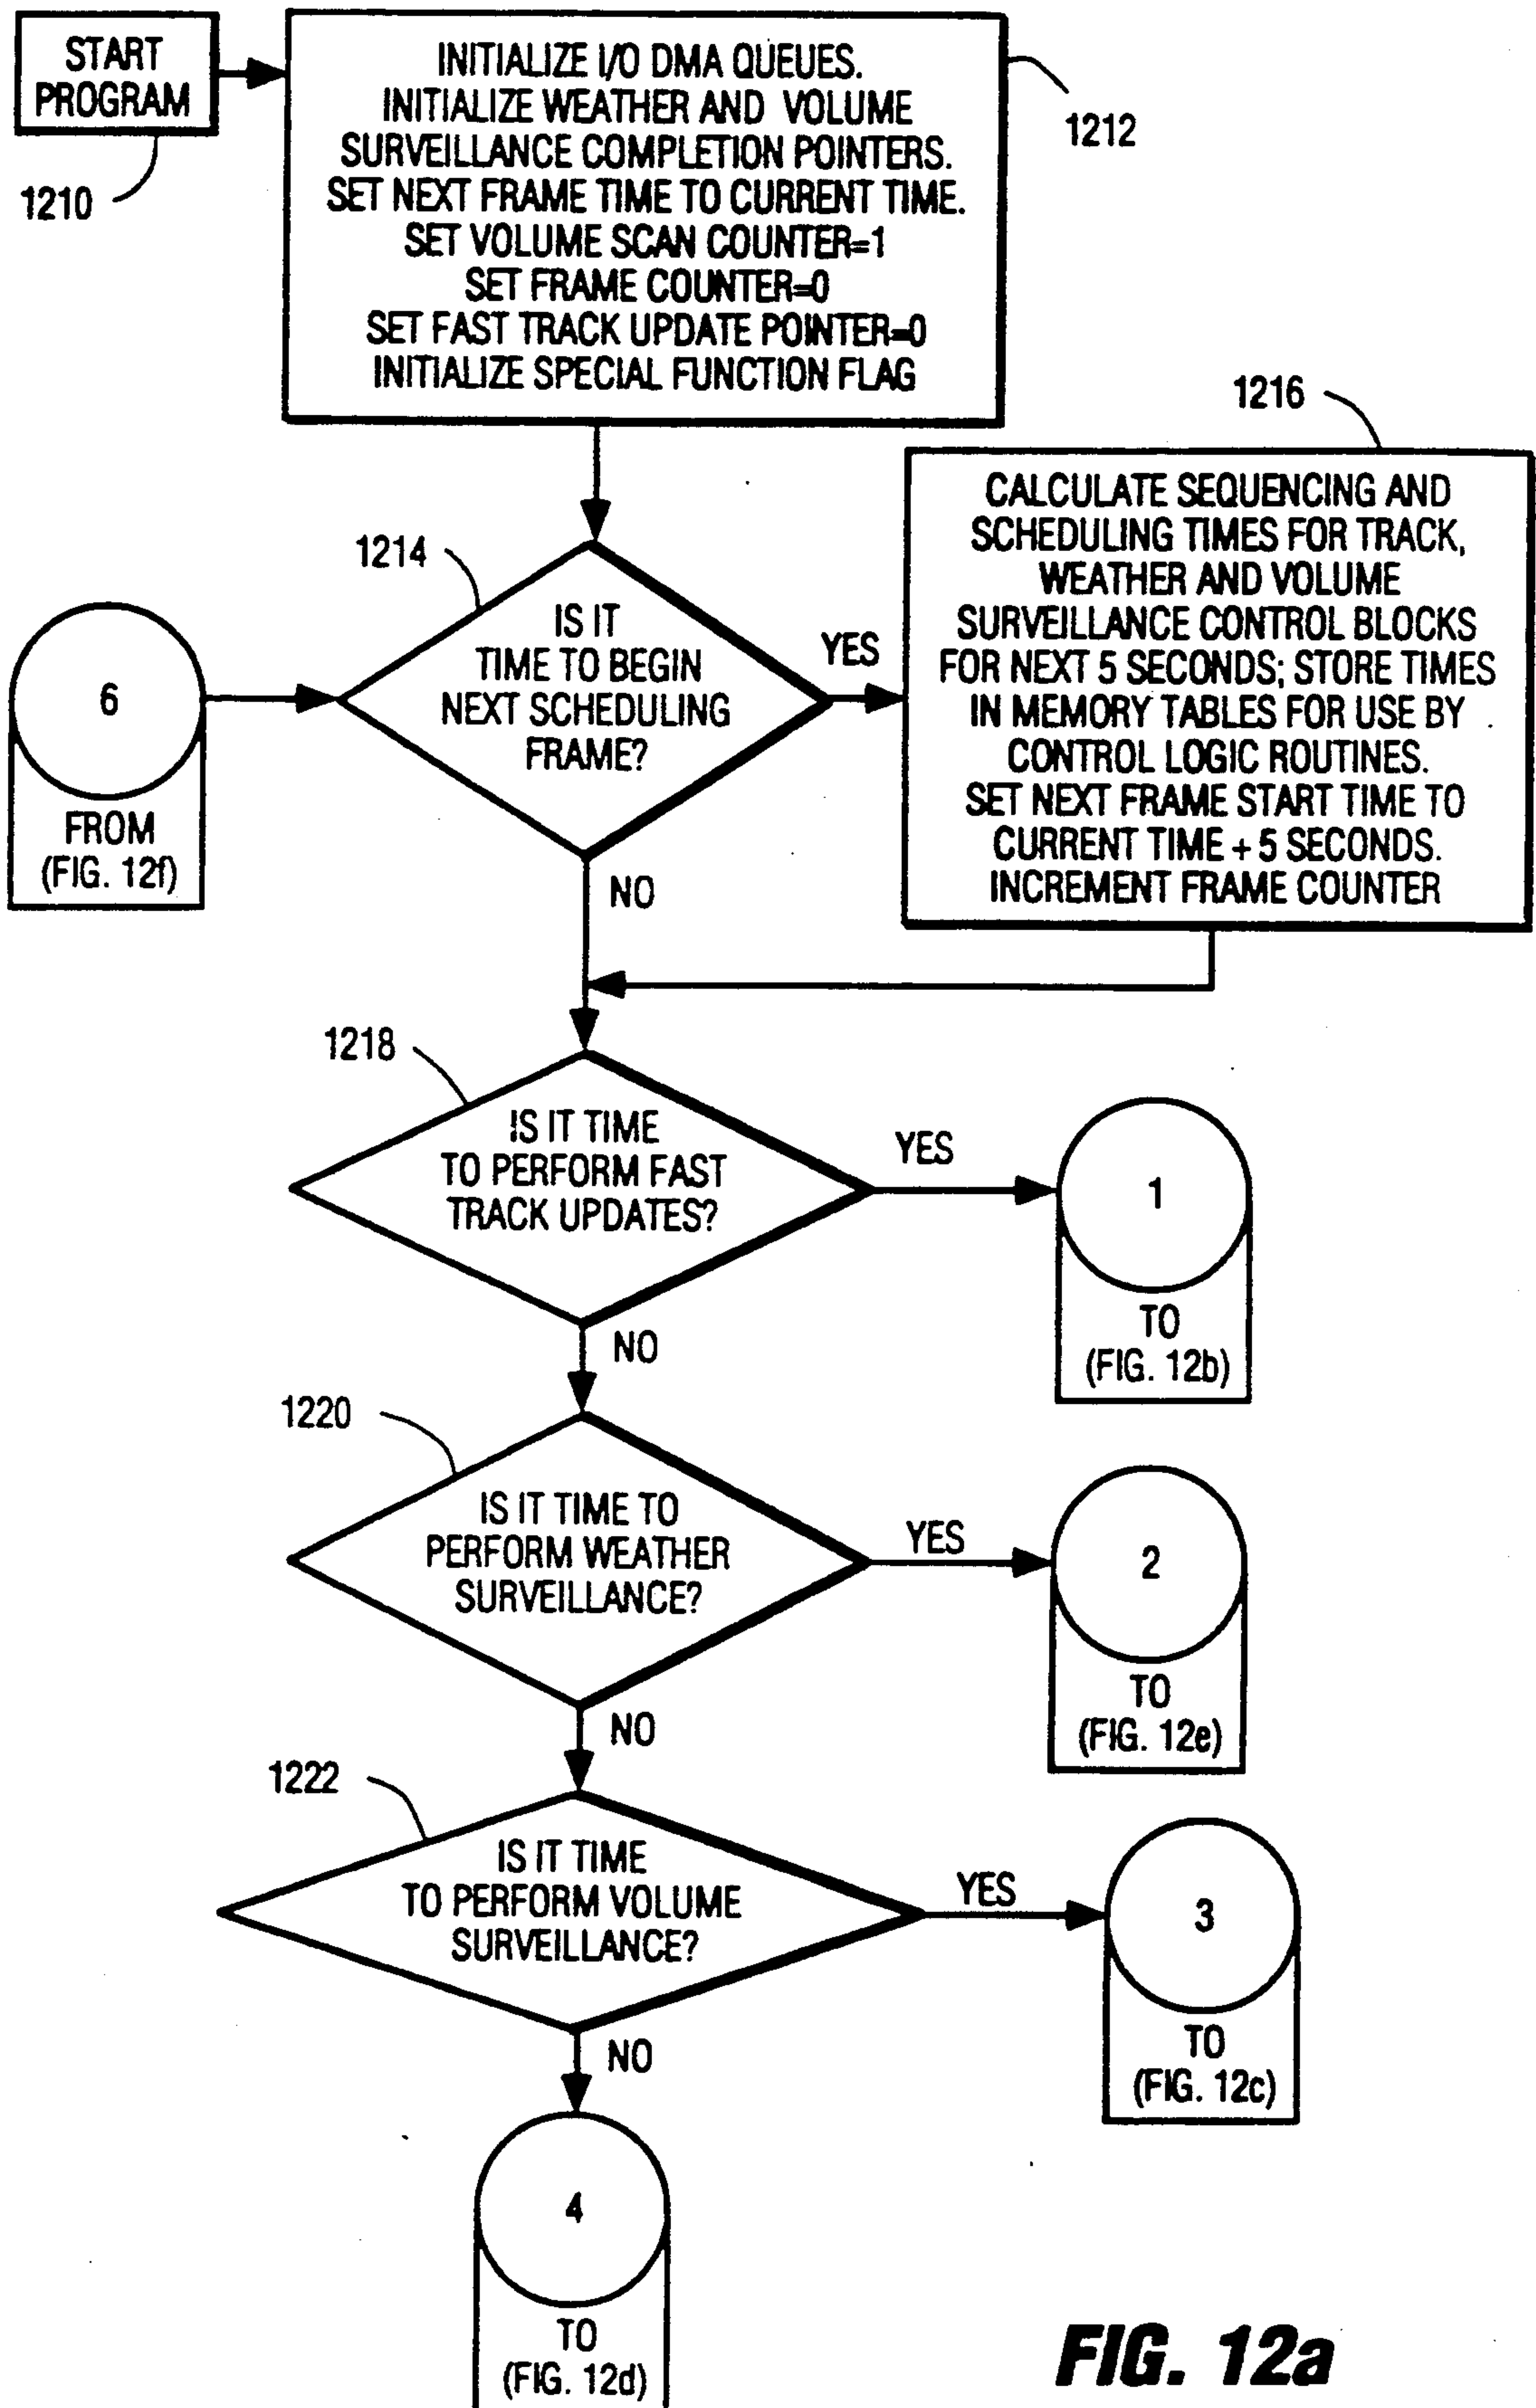 START
PROGRAM
1210
INITIALIZE I/O DMA QUEUES.
INITIALIZE WEATHER AND VOLUME
SURVEILLANCE COMPLETION POINTERS.
SET NEXT FRAME TIME TO CURRENT TIME.
SET VOLUME SCAN COUNTER=1
SET FRAME COUNTER=0
SET FAST TRACK UPDATE POINTER=0
INITIALIZE SPECIAL FUNCTION FLAG
1212
1214
IS IT
TIME TO BEGIN
NEXT SCHEDULING
FRAME?
YES
NO
6
FROM
(FIG. 12f)
1216
CALCULATE SEQUENCING AND
SCHEDULING TIMES FOR TRACK,
WEATHER AND VOLUME
SURVEILLANCE CONTROL BLOCKS
FOR NEXT 5 SECONDS; STORE TIMES
IN MEMORY TABLES FOR USE BY
CONTROL LOGIC ROUTINES.
SET NEXT FRAME START TIME TO
CURRENT TIME + 5 SECONDS.
INCREMENT FRAME COUNTER
1218
IS IT TIME
TO PERFORM FAST
TRACK UPDATES?
YES
1
TO
(FIG. 12b)
NO
1220
IS IT TIME TO
PERFORM WEATHER
SURVEILLANCE?
YES
2
TO
(FIG. 12e)
NO
1222
IS IT TIME
TO PERFORM VOLUME
SURVEILLANCE?
YES
3
TO
(FIG. 12c)
NO
4
TO
(FIG. 12d)
FIG. 12a